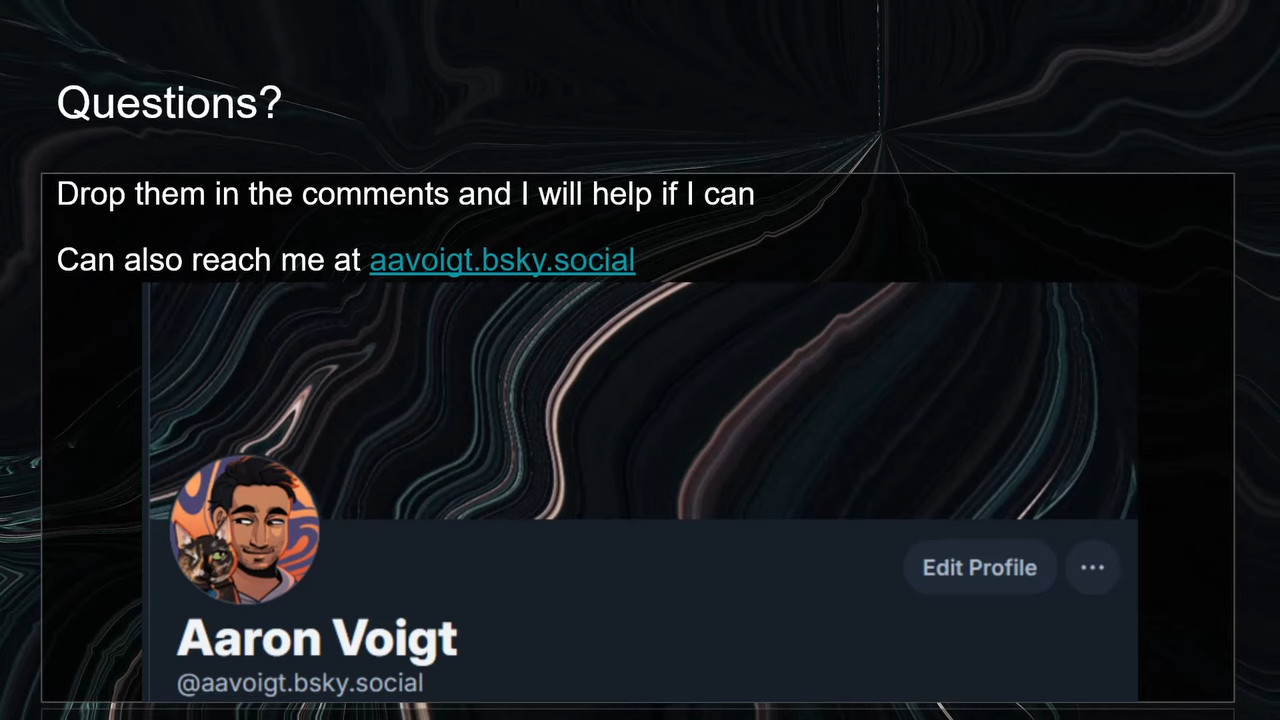 Questions?
Drop them in the comments and I will help if I can
Can also reach me at aavoigt.bsky.social
Edit Profile
Aaron Voigt
@aavoigt.bsky.social